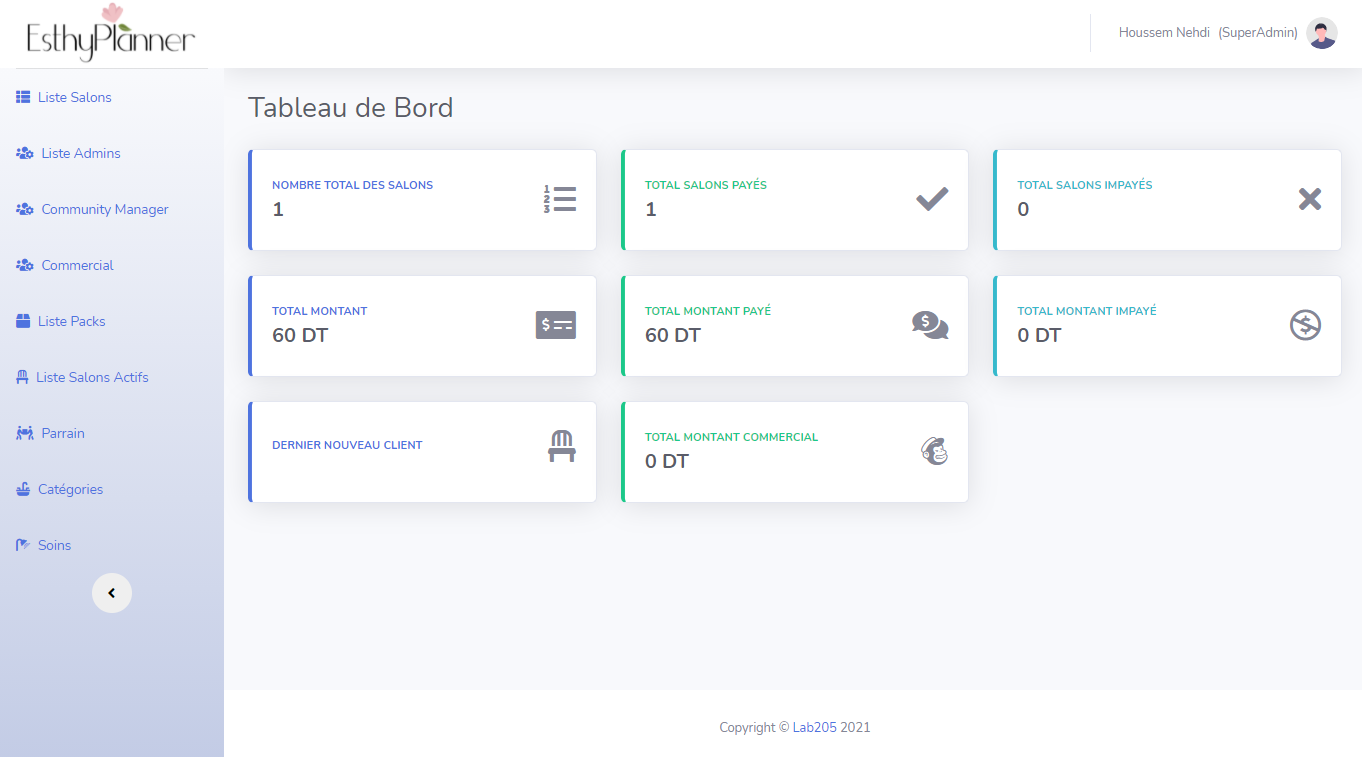 EsthyPlanner
Houssem Nehdi (SuperAdmin)
Liste Salons
Liste Admins
Community Manager
Commercial
Liste Packs
Liste Salons Actifs
Parrain
Catégories
Soins
Tableau de Bord
NOMBRE TOTAL DES SALONS
1
1
2
3
TOTAL SALONS PAYÉS
1
TOTAL SALONS IMPAYÉS
0
TOTAL MONTANT
60 DT
$
TOTAL MONTANT PAYÉ
60 DT
$
TOTAL MONTANT IMPAYÉ
0 DT
$
DERNIER NOUVEAU CLIENT
TOTAL MONTANT COMMERCIAL
0 DT
Copyright © Lab205 2021